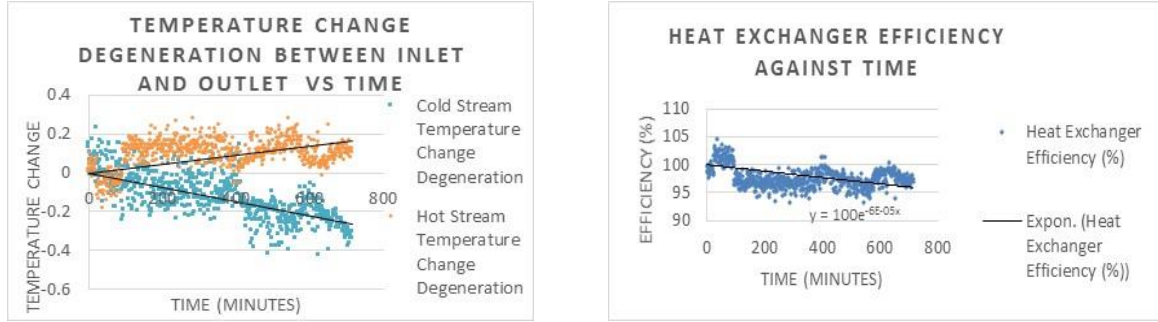 TEMPERATURE CHANGE
DEGENERATION BETWEEN INLET
AND OUTLET VS TIME
TEMPERATURE CHANGE
0.4
0.2
0
-0.2
-0.4
-0.6
0
200
400
600
800
TIME (MINUTES)
Cold Stream
Temperature
Change
Degeneration
Hot Stream
Temperature
Change
Degeneration
HEAT EXCHANGER EFFICIENCY
AGAINST TIME
EFFICIENCY (%)
110
105
100
95
90
y = 100e-6E-05x
0
200
400
600
800
TIME (MINUTES)
Heat Exchanger
Efficiency (%)
Expon. (Heat
Exchanger
Efficiency (%))